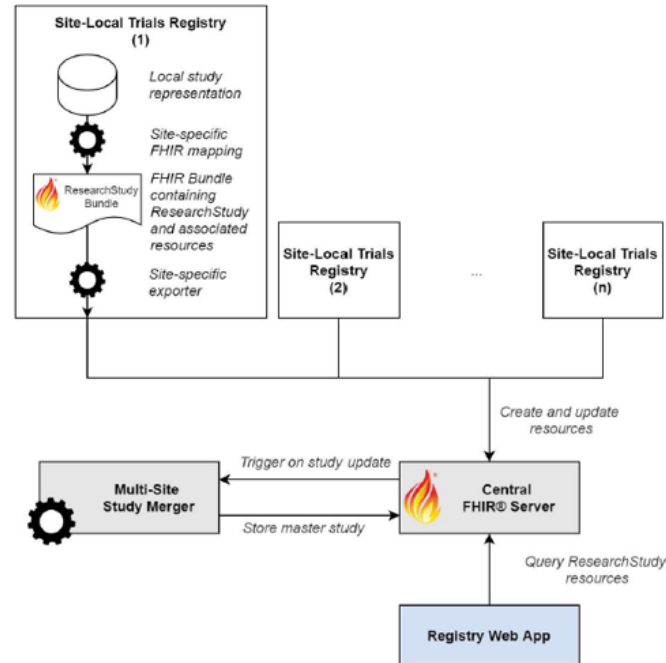 Site-Local Trials Registry
(1)
Local study
representation
Site-specific
FHIR mapping
ResearchStudy
Bundle
FHIR Bundle
containing
ResearchStudy
and associated
resources
Site-specific
exporter
Site-Local Trials
Registry
(2)
...
Site-Local Trials
Registry
(n)
Create and update
resources
Trigger on study update
Multi-Site
Study Merger
Central
FHIR® Server
Store master study
Query ResearchStudy
resources
Registry Web App